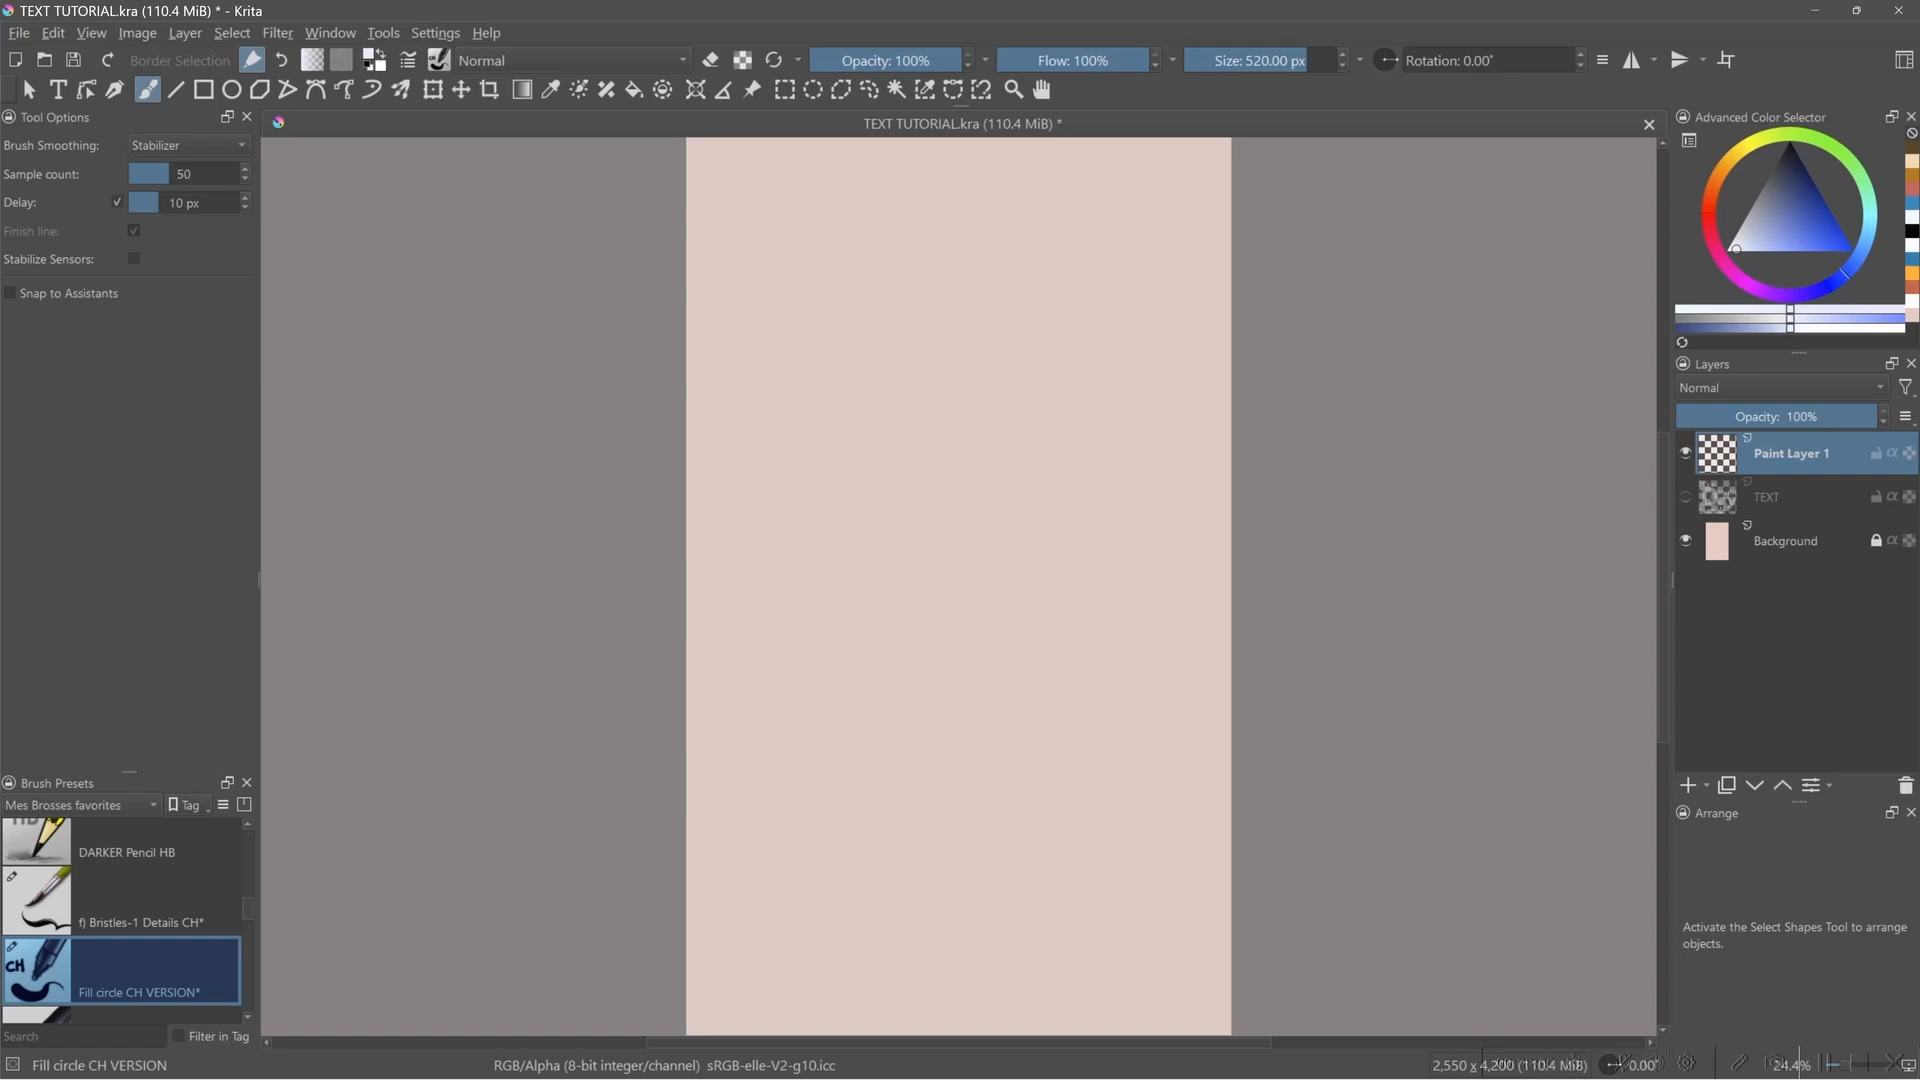 TEXT TUTORIAL.kra (110.4 MiB) * - Krita
File Edit View Image Layer Select Filter Window Tools Settings Help
Border Selection Normal Opacity: 100% Flow: 100% Size: 520.00 px Rotation: 0.00°
Tool Options
TEXT TUTORIAL.kra (110.4 MiB) *
Brush Smoothing: Stabilizer
Sample count: 50
Delay: 10 px
Finish line:
Stabilize Sensors:
Snap to Assistants
Advanced Color Selector
Layers
Normal
Opacity: 100%
Paint Layer 1
TEXT
Background
Arrange
Activate the Select Shapes Tool to arrange
objects.
Brush Presets
Mes Brosses favorites Tag
HB
DARKER Pencil HB
f) Bristles-1 Details CH*
CH
Fill circle CH VERSION*
Search Filter in Tag
Fill circle CH VERSION RGB/Alpha (8-bit integer/channel) sRGB-elle-V2-g10.icc 2,550 x 4,200 (110.4 MiB) 0.00° 24.4%